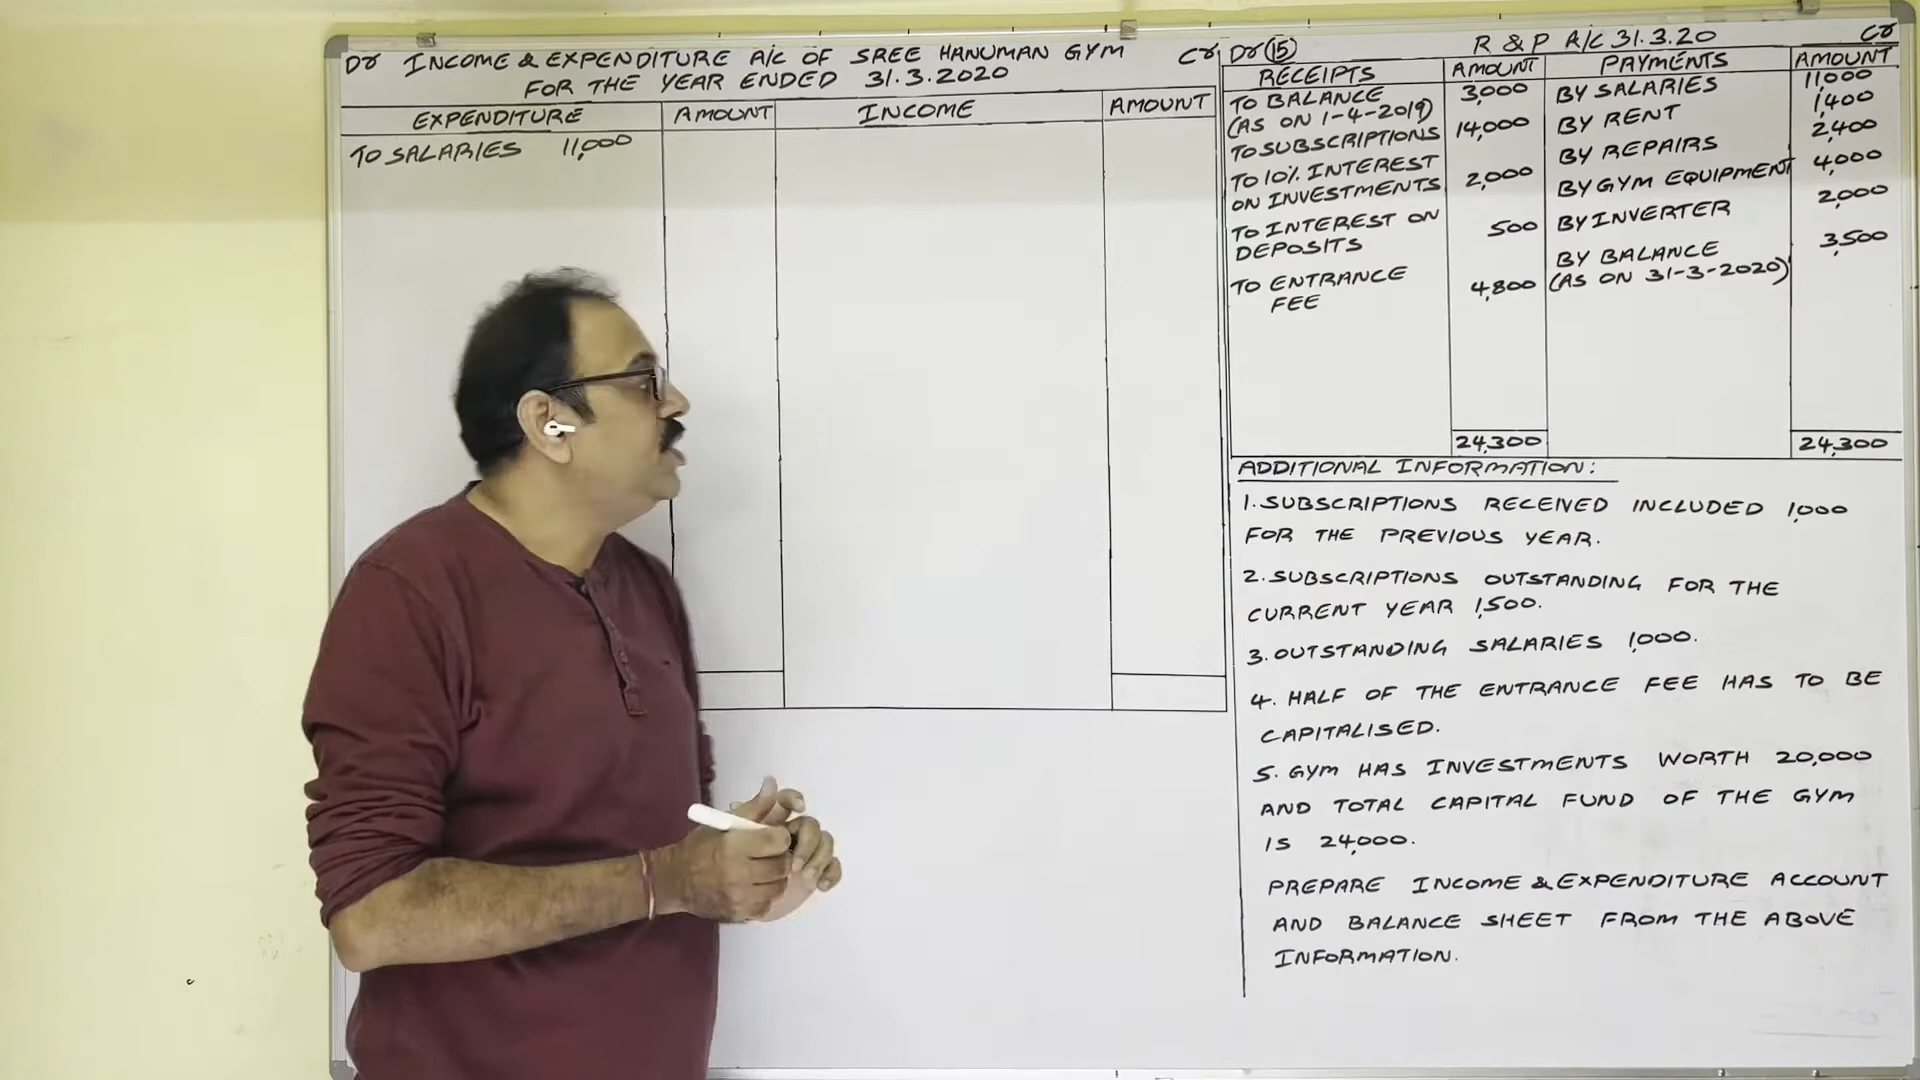 Dr INCOME & EXPENDITURE A/C OF SREE HANUMAN GYM Cr
FOR THE YEAR ENDED 31.3.2020
EXPENDITURE AMOUNT INCOME AMOUNT
TO SALARIES 11,000
Dr (15) R & P A/C 31.3.20 Cr
RECEIPTS AMOUNT PAYMENTS AMOUNT
TO BALANCE 3,000 BY SALARIES 11,000
(AS ON 1-4-2019)
TO SUBSCRIPTIONS 14,000 BY RENT 1,400
TO 10% INTEREST BY REPAIRS 2,400
ON INVESTMENTS 2,000 BY GYM EQUIPMENT 4,000
TO INTEREST ON 500 BY INVERTER 2,000
DEPOSITS
TO ENTRANCE 4,800 BY BALANCE 3,500
FEE (AS ON 31-3-2020)
24,300 24,300
ADDITIONAL INFORMATION:
1. SUBSCRIPTIONS RECEIVED INCLUDED 1,000
FOR THE PREVIOUS YEAR.
2. SUBSCRIPTIONS OUTSTANDING FOR THE
CURRENT YEAR 1,500.
3. OUTSTANDING SALARIES 1,000.
4. HALF OF THE ENTRANCE FEE HAS TO BE
CAPITALISED.
5. GYM HAS INVESTMENTS WORTH 20,000
AND TOTAL CAPITAL FUND OF THE GYM
IS 24,000.
PREPARE INCOME & EXPENDITURE ACCOUNT
AND BALANCE SHEET FROM THE ABOVE
INFORMATION.